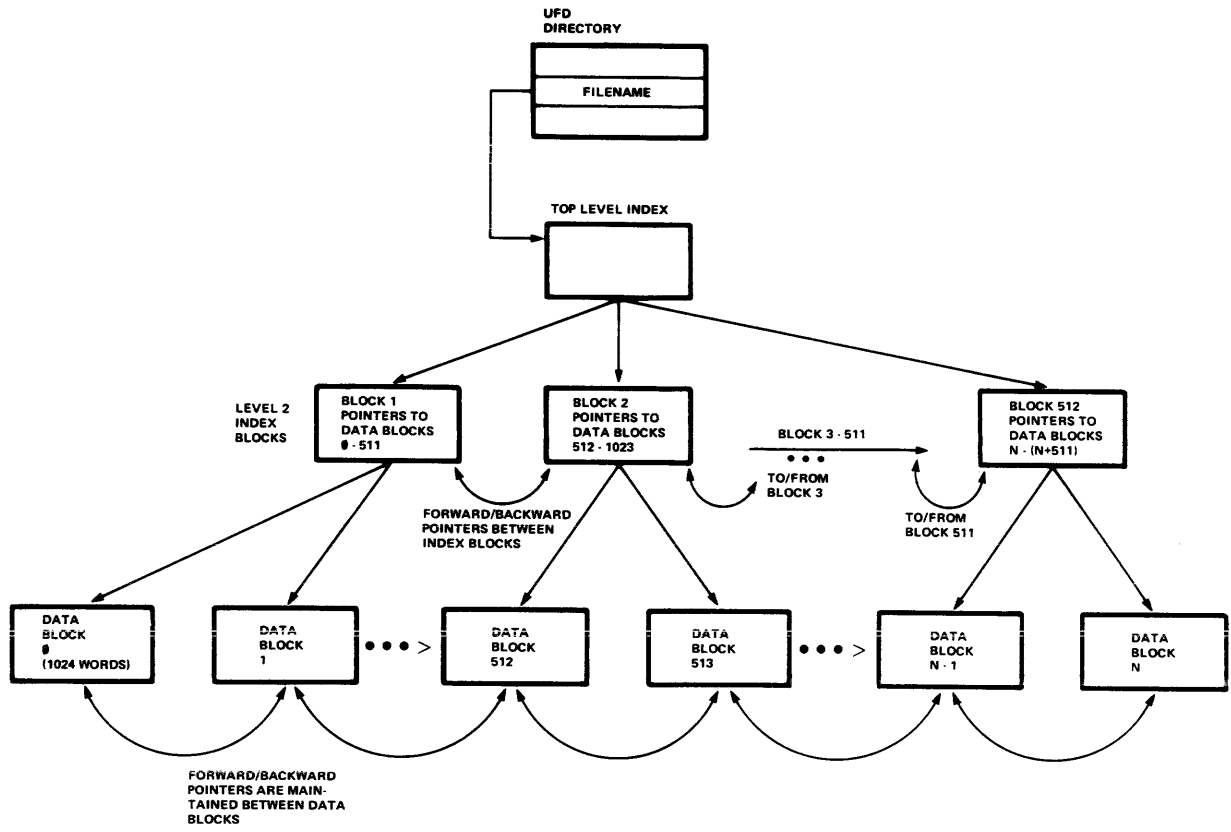 UFD
DIRECTORY
FILENAME
TOP LEVEL INDEX
LEVEL 2
INDEX
BLOCKS
BLOCK 1
POINTERS TO
DATA BLOCKS
0 - 511
BLOCK 2
POINTERS TO
DATA BLOCKS
512 - 1023
BLOCK 3 - 511
• • •
TO/FROM
BLOCK 3
BLOCK 512
POINTERS TO
DATA BLOCKS
N - (N+511)
TO/FROM
BLOCK 511
FORWARD/BACKWARD
POINTERS BETWEEN
INDEX BLOCKS
DATA
BLOCK
0
(1024 WORDS)
DATA
BLOCK
1
• • • >
DATA
BLOCK
512
DATA
BLOCK
513
• • • >
DATA
BLOCK
N - 1
DATA
BLOCK
N
FORWARD/BACKWARD
POINTERS ARE MAIN-
TAINED BETWEEN DATA
BLOCKS